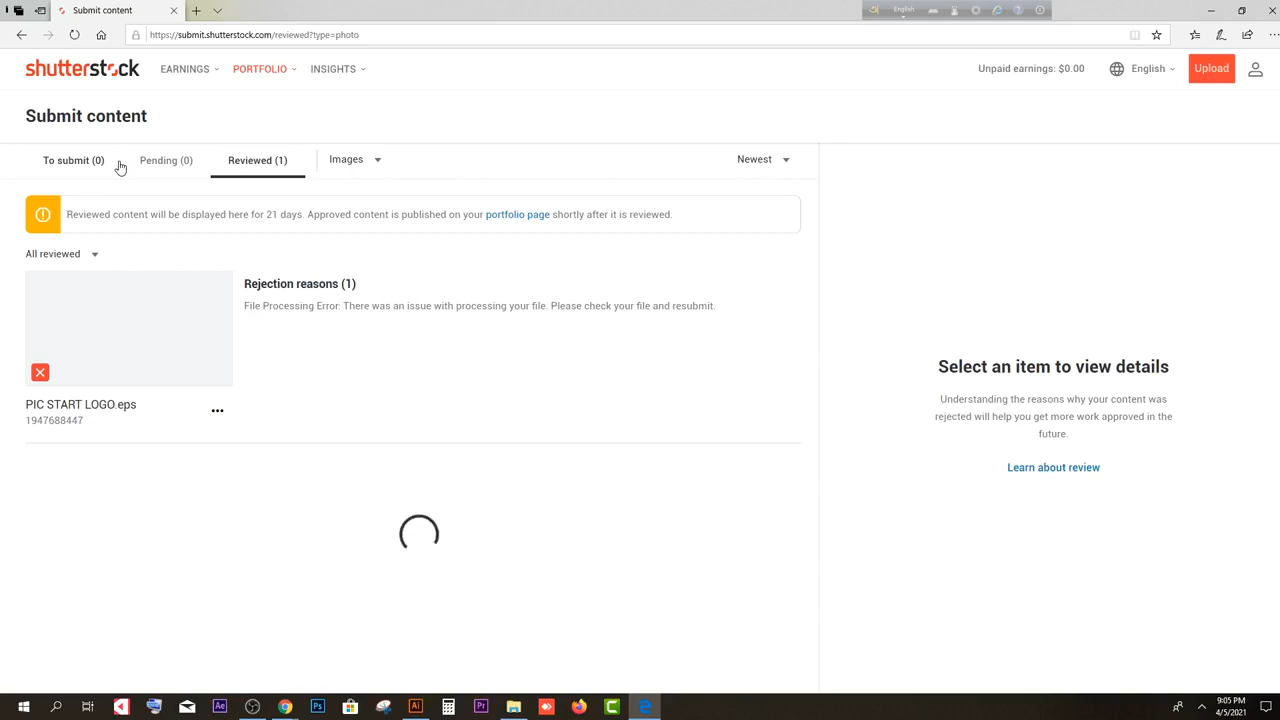 Submit content
English
https://submit.shutterstock.com/reviewed?type=photo
shutterstock
EARNINGS
PORTFOLIO
INSIGHTS
Unpaid earnings: $0.00
English
Upload
Submit content
To submit (0)
Pending (0)
Reviewed (1)
Images
Newest
Reviewed content will be displayed here for 21 days. Approved content is published on your portfolio page shortly after it is reviewed.
All reviewed
Rejection reasons (1)
File Processing Error: There was an issue with processing your file. Please check your file and resubmit.
PIC START LOGO.eps
1947688447
Select an item to view details
Understanding the reasons why your content was
rejected will help you get more work approved in the
future.
Learn about review
Ae
Ps
Ai
Pr
9:05 PM
4/5/2021